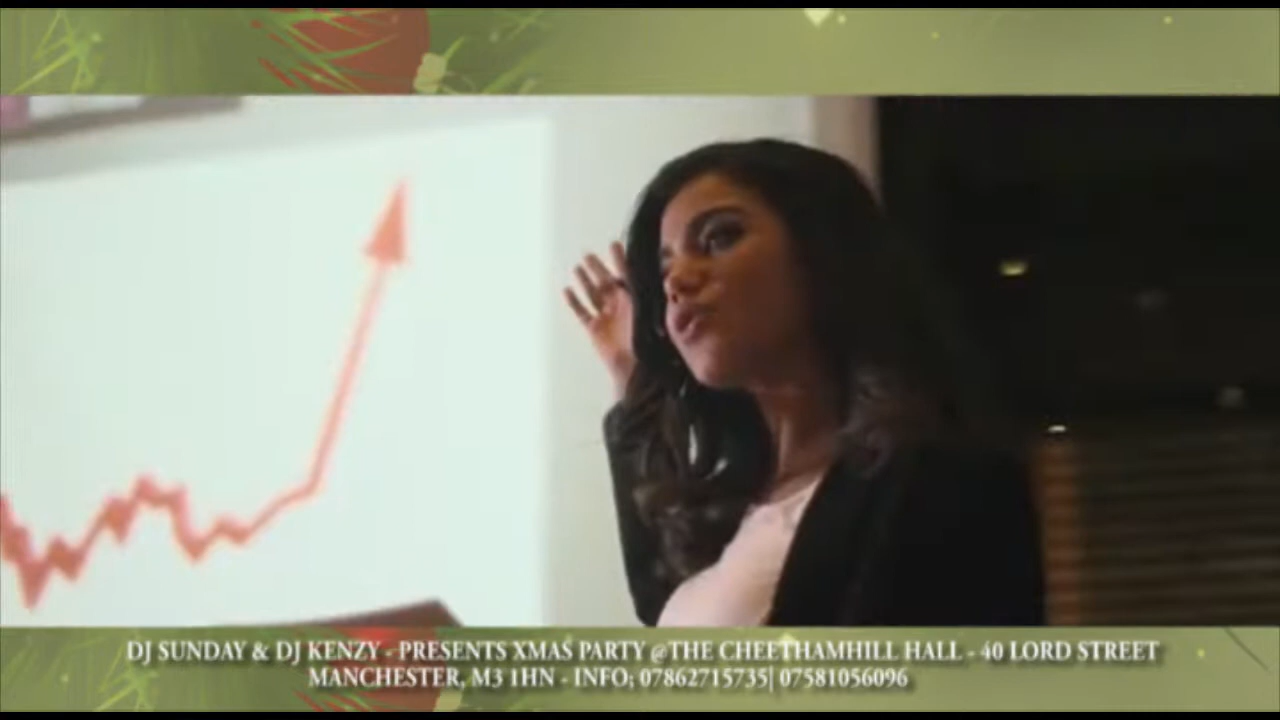 DJ SUNDAY & DJ KENZY - PRESENTS XMAS PARTY @THE CHEETHAMHILL HALL - 40 LORD STREET
MANCHESTER, M3 1HN - INFO; 07862715735| 07581056096